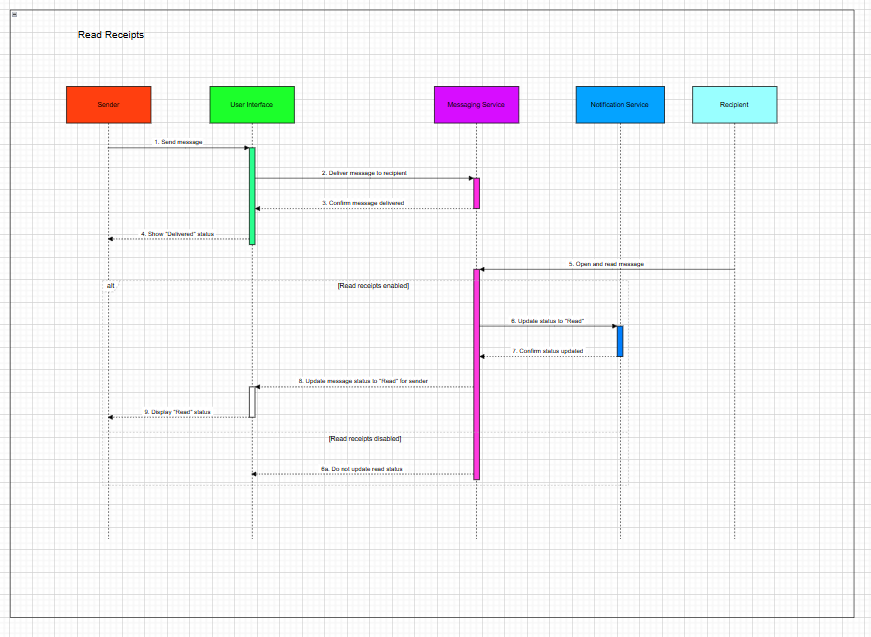 Read Receipts
Sender
User Interface
Messaging Service
Notification Service
Recipient
1. Send message
2. Deliver message to recipient
3. Confirm message delivered
4. Show "Delivered" status
5. Open and read message
alt
[Read receipts enabled]
6. Update status to "Read"
7. Confirm status updated
8. Update message status to "Read" for sender
9. Display "Read" status
[Read receipts disabled]
6a. Do not update read status